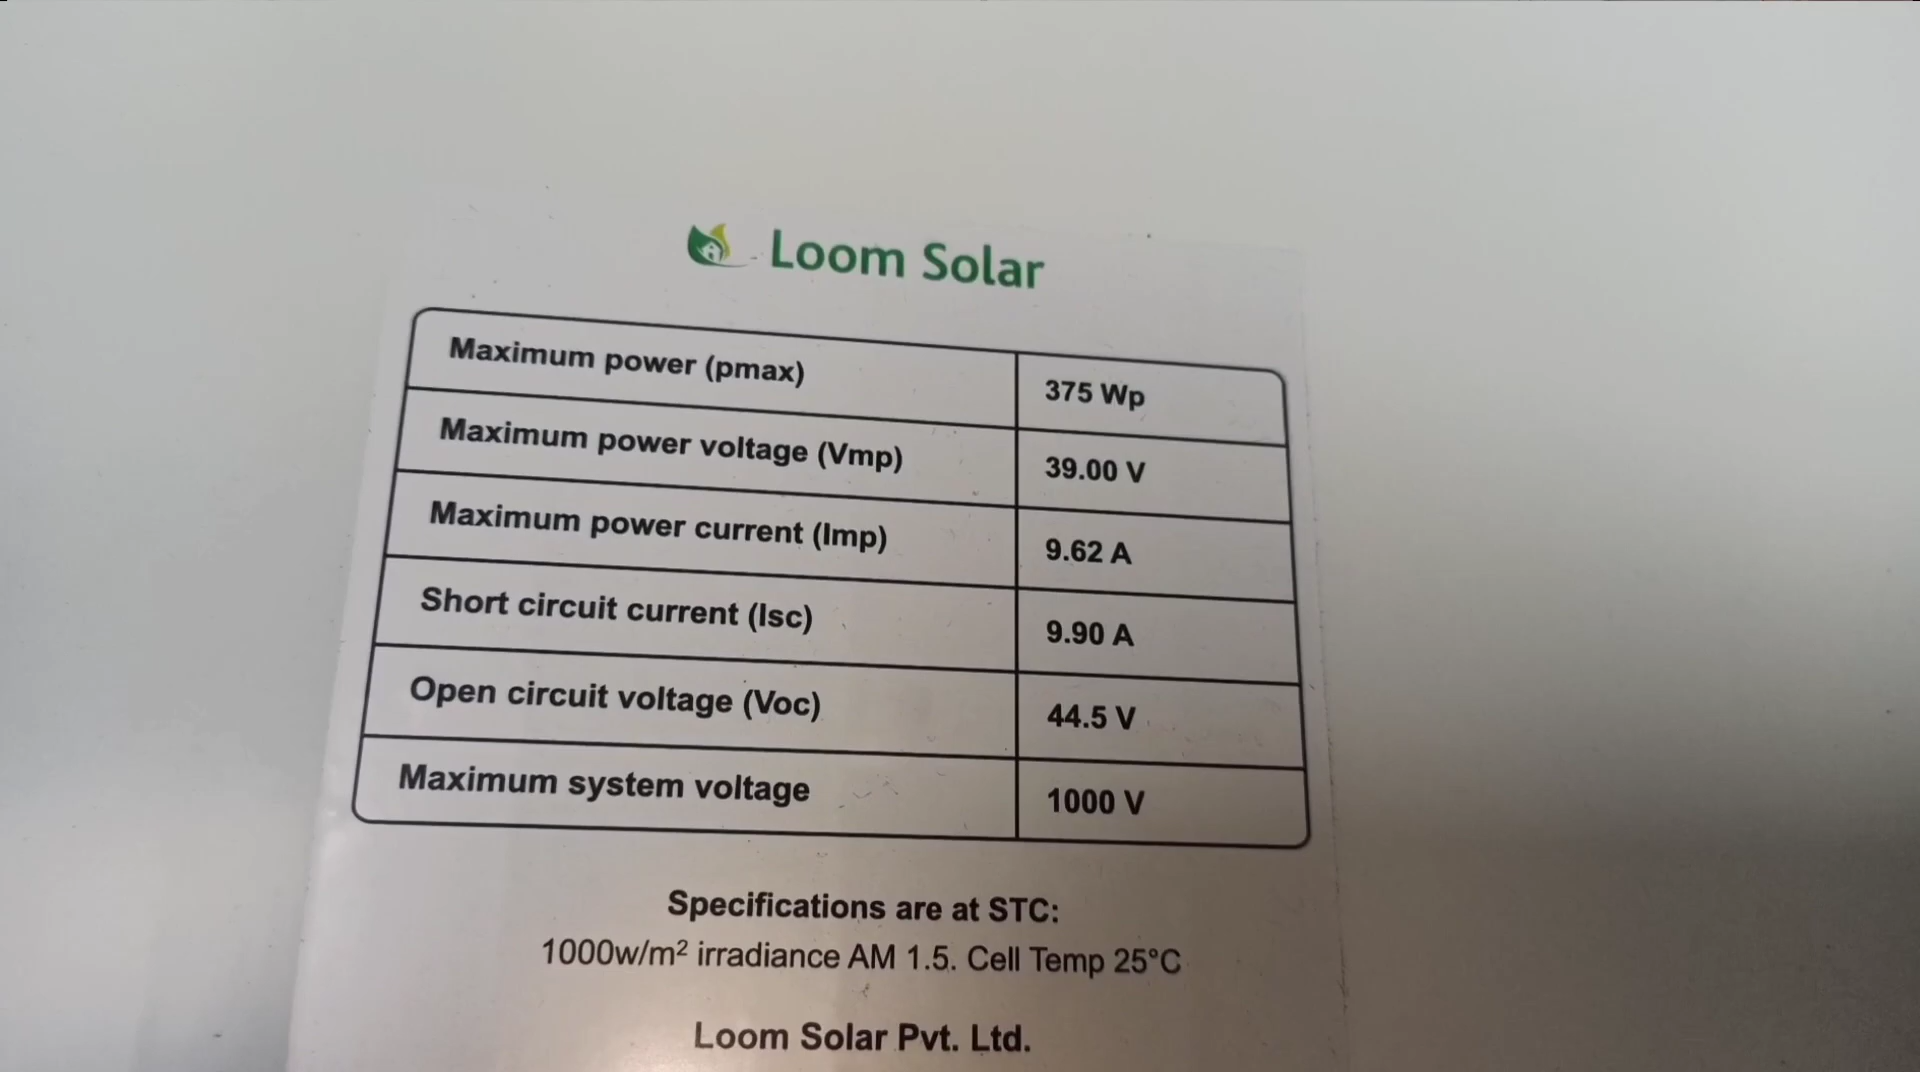 Loom Solar
Maximum power (pmax) 375 Wp
Maximum power voltage (Vmp) 39.00 V
Maximum power current (Imp) 9.62 A
Short circuit current (Isc) 9.90 A
Open circuit voltage (Voc) 44.5 V
Maximum system voltage 1000 V
Specifications are at STC:
1000w/m² irradiance AM 1.5. Cell Temp 25°C
Loom Solar Pvt. Ltd.